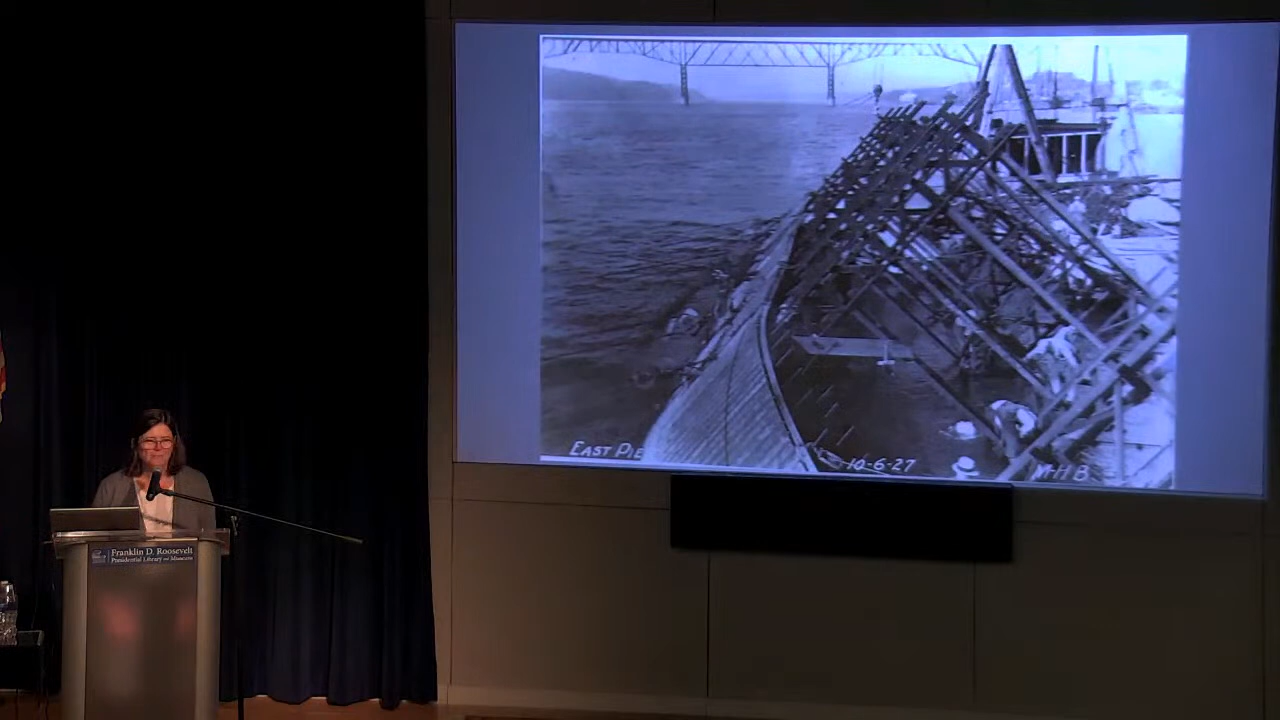 EAST PIE
10-6-27
M-H B
Franklin D. Roosevelt
Presidential Library and Museum